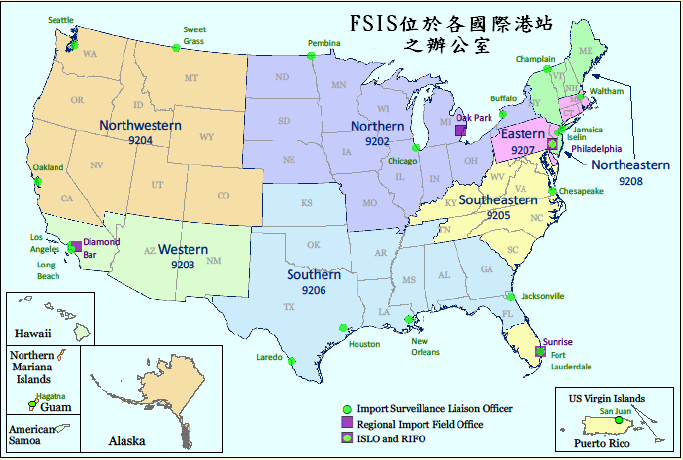 FSIS位於各國際港站
之辦公室
Seattle
Sweet
Grass
Pembina
Champlain
WA
MT
ND
MN
ME
VT
NH
Waltham
OR
ID
Northwestern
9204
WY
SD
WI
Northern
9202
MI
Oak Park
Buffalo
NY
MA
CT
Eastern
9207
Jamaica
Iselin
Philadelphia
Northeastern
9208
NE
IA
Chicago
Oakland
NV
UT
CO
CA
KS
MO
IL
IN
OH
WV
VA
KY
Chesapeake
Southeastern
9205
NC
TN
SC
Los
Angeles
Diamond
Bar
Long
Beach
Western
9203
AZ
NM
OK
AR
Southern
9206
TX
LA
MS
AL
GA
FL
Jacksonville
Laredo
Houston
New
Orleans
Sunrise
Fort
Lauderdale
Hawaii
Northern
Mariana
Islands
Hagatna
Guam
American
Samoa
Alaska
Import Surveillance Liaison Officer
Regional Import Field Office
ISLO and RIFO
US Virgin Islands
San Juan
Puerto Rico